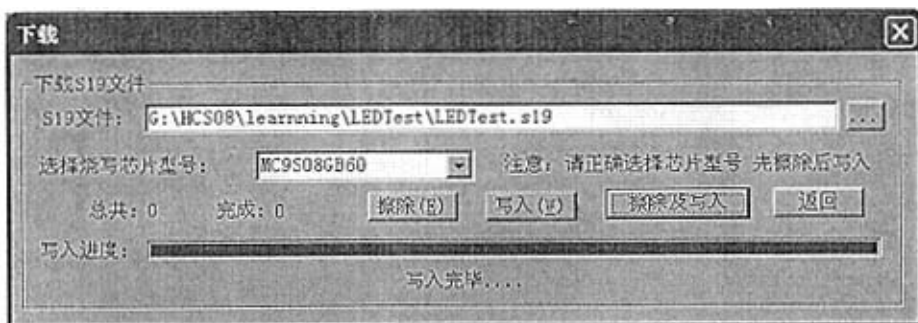 下载
下载S19文件
S19文件: G:\HCS08\learnning\LEDTest\LEDTest.s19 ...
选择烧写芯片型号: MC9S08GB60 注意: 请正确选择芯片型号 先擦除后写入
总共: 0 完成: 0 擦除(E) 写入(W) 擦除及写入 返回
写入进度:
写入完毕....